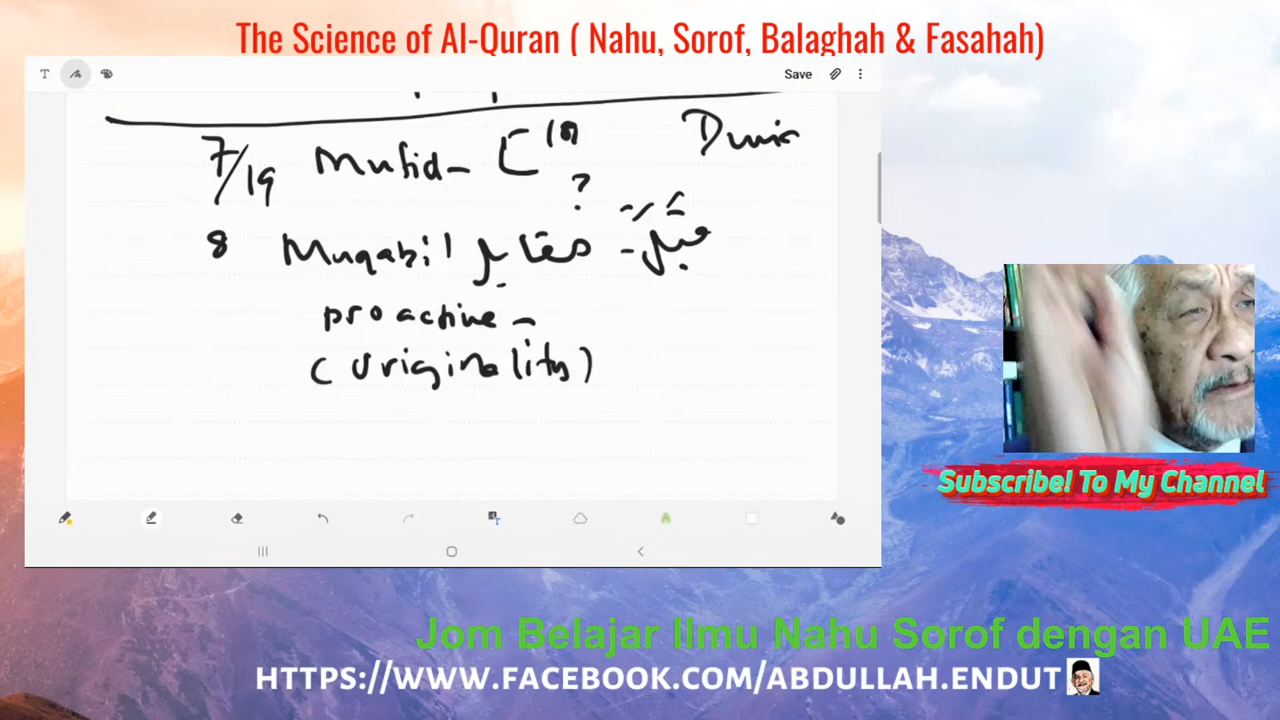 The Science of Al-Quran ( Nahu, Sorof, Balaghah & Fasahah)
T
Save
7/19 Mufid -
?
8 Muqabil مقابل - قبل
proactive -
(Originality)
Subscribe! To My Channel
Jom Belajar Ilmu Nahu Sorof dengan UAE
HTTPS://WWW.FACEBOOK.COM/ABDULLAH.ENDUT